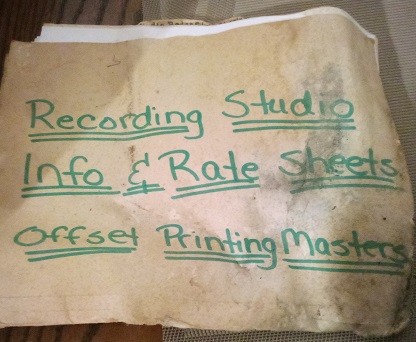 Recording Studio
Info & Rate Sheets
Offset Printing Masters